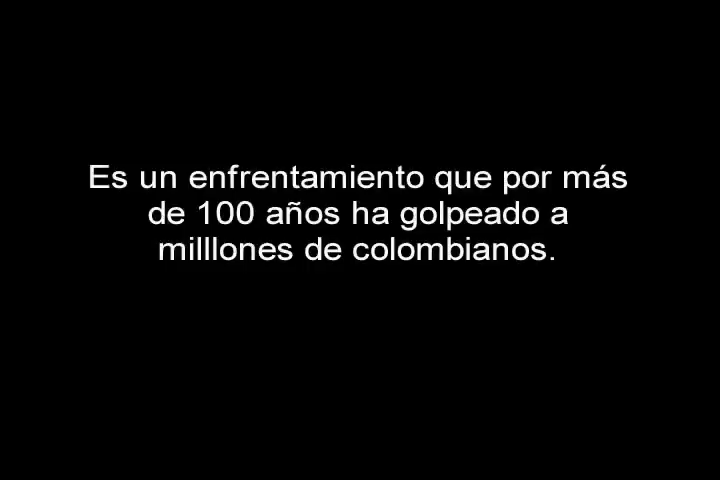 Es un enfrentamiento que por más
de 100 años ha golpeado a
milllones de colombianos.